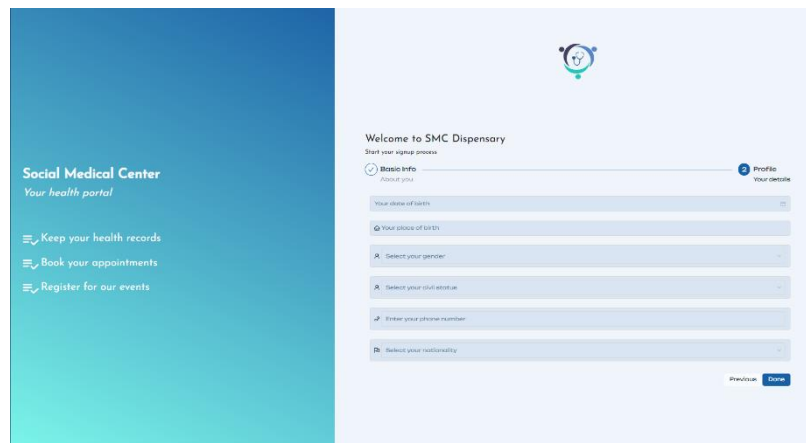 Social Medical Center
Your health portal
Keep your health records
Book your appointments
Register for our events
Welcome to SMC Dispensary
Start your signup process
Basic Info
About you
2 Profile
Your details
Your date of birth
Your place of birth
Select your gender
Select your civil status
Enter your phone number
Select your nationality
Previous Done